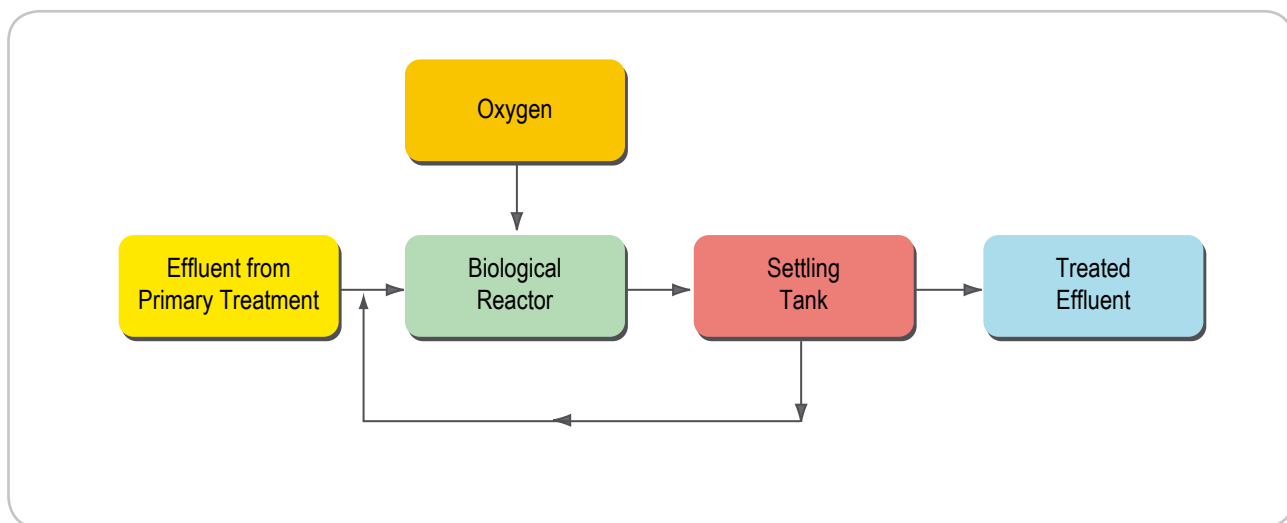 Oxygen
Effluent from
Primary Treatment
Biological
Reactor
Settling
Tank
Treated
Effluent